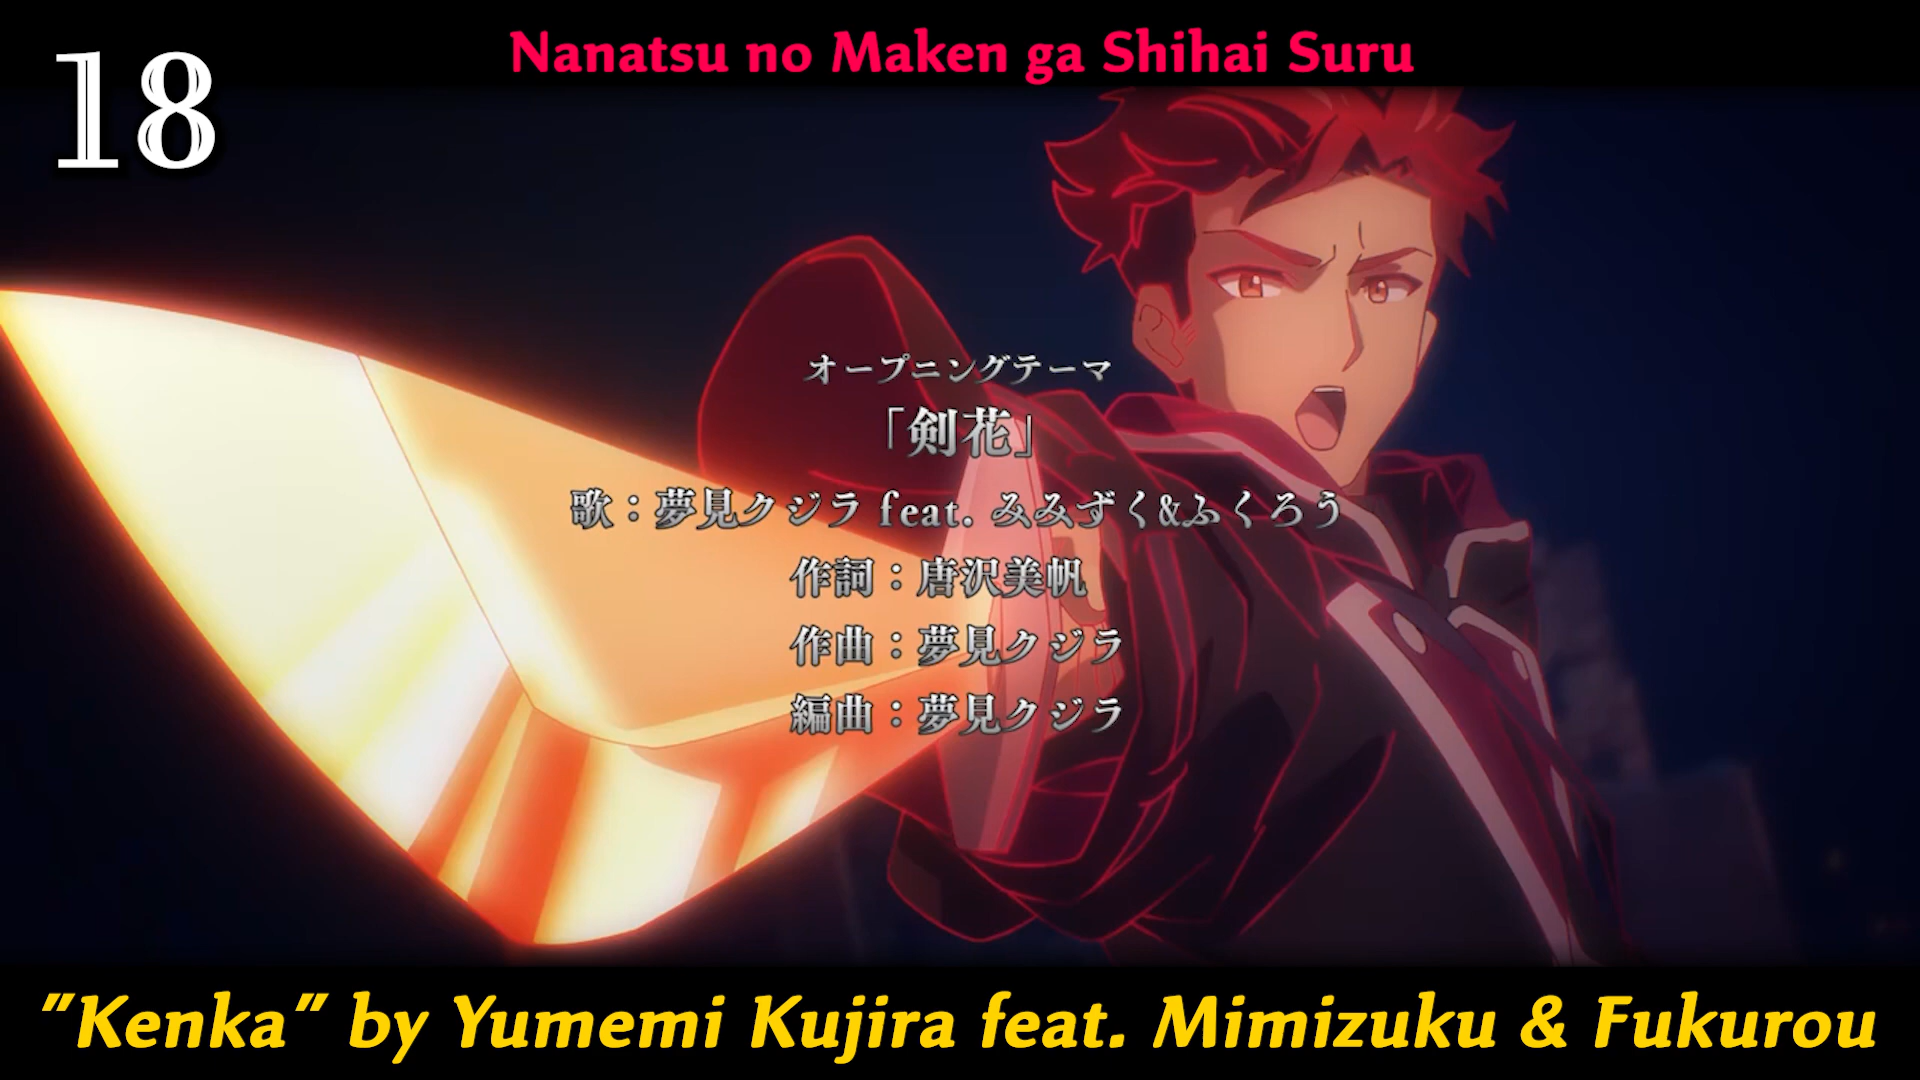 18
Nanatsu no Maken ga Shihai Suru
オープニングテーマ
「剣花」
歌：夢見クジラ feat. みみずく&ふくろう
作詞：唐沢美帆
作曲：夢見クジラ
編曲：夢見クジラ
"Kenka" by Yumemi Kujira feat. Mimizuku & Fukurou